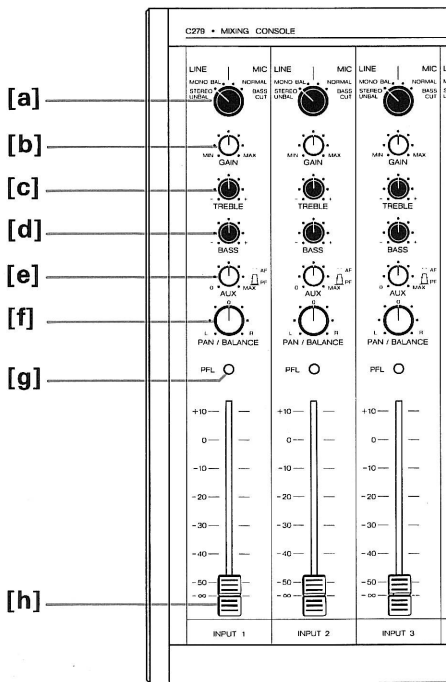 C279 • MIXING CONSOLE
LINE MIC LINE MIC LINE MIC
MONO BAL NORMAL MONO BAL NORMAL MONO BAL NORMAL
STEREO UNBAL BASS CUT STEREO UNBAL BASS CUT STEREO UNBAL BASS CUT
[a]
[b]
MIN MAX MIN MAX MIN MAX
GAIN GAIN GAIN
[c]
- + - + - +
TREBLE TREBLE TREBLE
[d]
- + - + - +
BASS BASS BASS
[e]
AF AF AF
PF PF PF
0 MAX 0 MAX 0 MAX
AUX AUX AUX
[f]
0 0 0
L R L R L R
PAN / BALANCE PAN / BALANCE PAN / BALANCE
[g]
PFL PFL PFL
+10 +10 +10
0 0 0
-10 -10 -10
-20 -20 -20
-30 -30 -30
-40 -40 -40
-50 -50 -50
[h]
-∞ -∞ -∞
INPUT 1 INPUT 2 INPUT 3